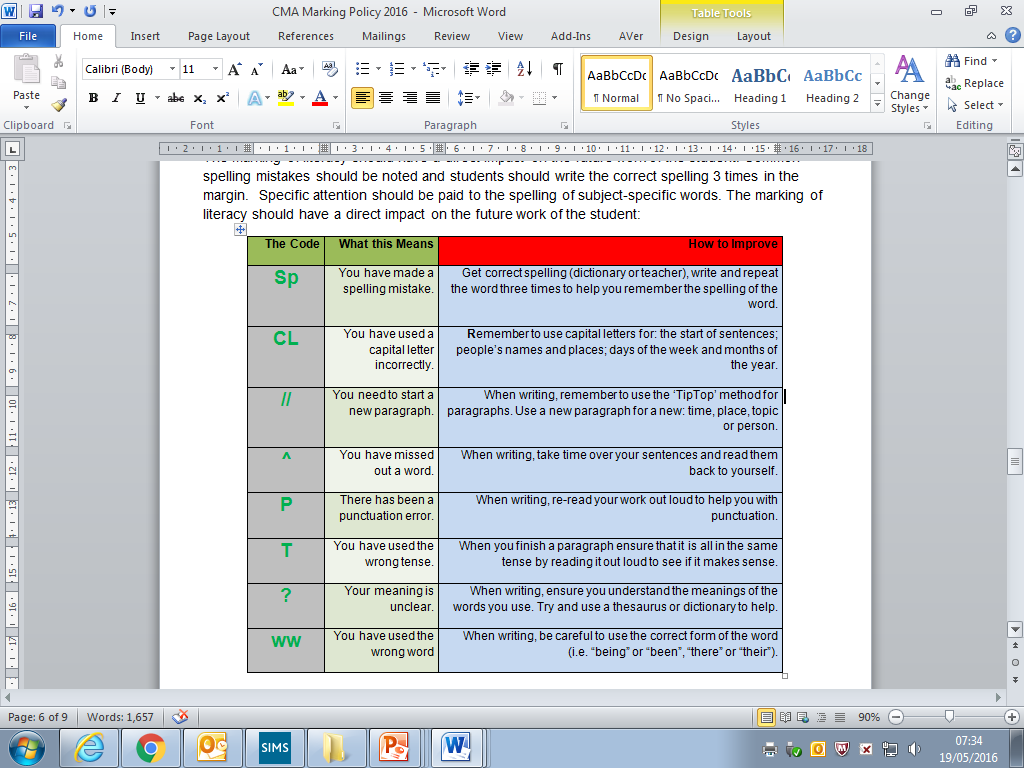 CMA Marking Policy 2016 - Microsoft Word
Table Tools
File Home Insert Page Layout References Mailings Review View Add-Ins AVer Design Layout
Paste
Calibri (Body) 11
AaBbCcDc AaBbCcDc AaBbC AaBbCc
¶ Normal ¶ No Spaci... Heading 1 Heading 2
Change
Styles
Find
Replace
Select
Clipboard Font Paragraph Styles Editing
spelling mistakes should be noted and students should write the correct spelling 3 times in the
margin. Specific attention should be paid to the spelling of subject-specific words. The marking of
literacy should have a direct impact on the future work of the student:
The Code What this Means How to Improve
Sp
You have made a
spelling mistake.
Get correct spelling (dictionary or teacher), write and repeat
the word three times to help you remember the spelling of the
word.
CL
You have used a
capital letter
incorrectly.
Remember to use capital letters for: the start of sentences;
people's names and places; days of the week and months of
the year.
//
You need to start a
new paragraph.
When writing, remember to use the 'TipTop' method for
paragraphs. Use a new paragraph for a new: time, place, topic
or person.
^
You have missed
out a word.
When writing, take time over your sentences and read them
back to yourself.
P
There has been a
punctuation error.
When writing, re-read your work out loud to help you with
punctuation.
T
You have used the
wrong tense.
When you finish a paragraph ensure that it is all in the same
tense by reading it out loud to see if it makes sense.
?
Your meaning is
unclear.
When writing, ensure you understand the meanings of the
words you use. Try and use a thesaurus or dictionary to help.
ww
You have used the
wrong word
When writing, be careful to use the correct form of the word
(i.e. "being" or "been", "there" or "their").
Page: 6 of 9 Words: 1,657 90%
SIMS
07:34
19/05/2016